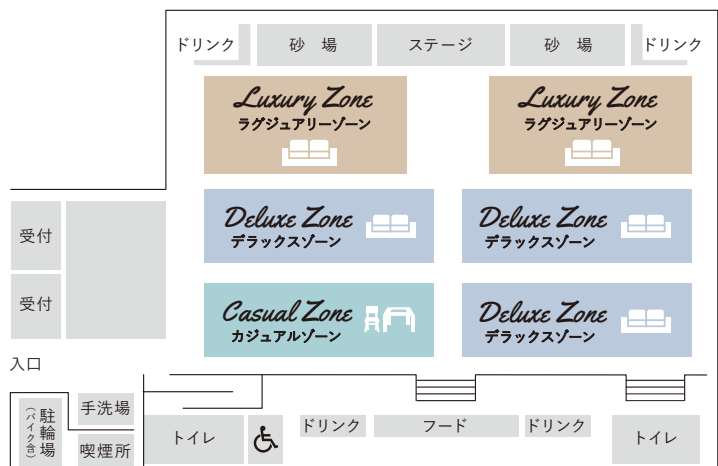 ドリンク
砂 場
ステージ
砂 場
ドリンク
Luxury Zone
ラグジュアリーゾーン
Luxury Zone
ラグジュアリーゾーン
Deluxe Zone
デラックスゾーン
Deluxe Zone
デラックスゾーン
受付
受付
Casual Zone
カジュアルゾーン
Deluxe Zone
デラックスゾーン
入口
駐輪場
(バイク含)
手洗場
喫煙所
トイレ
ドリンク
フード
ドリンク
トイレ